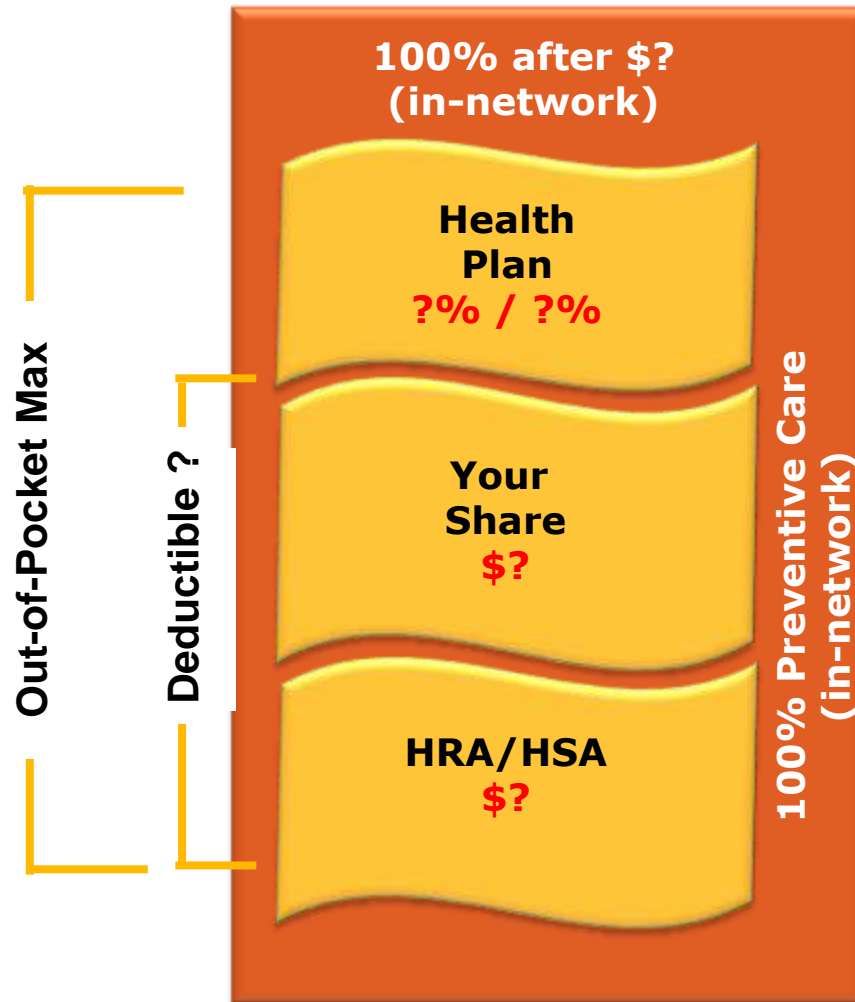 100% after $?
(in-network)
Health
Plan
?% / ?%
Your
Share
$?
HRA/HSA
$?
Out-of-Pocket Max
Deductible ?
100% Preventive Care
(in-network)